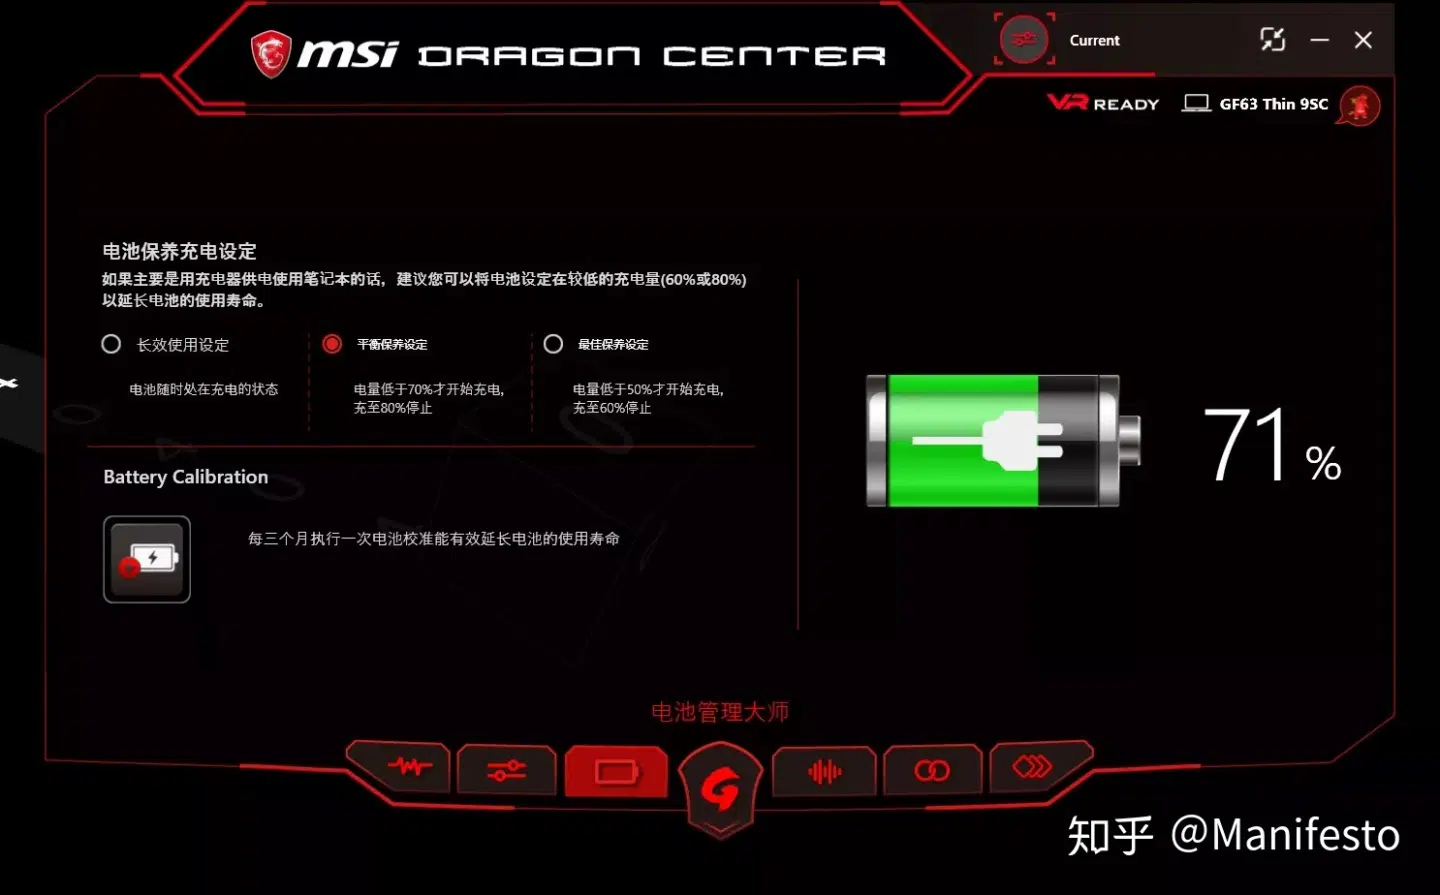 msi DRAGON CENTER
Current
VR READY
GF63 Thin 9SC
电池保养充电设定
如果主要是用充电器供电使用笔记本的话，建议您可以将电池设定在较低的充电量(60%或80%)
以延长电池的使用寿命。
长效使用设定
电池随时处在充电的状态
平衡保养设定
电量低于70%才开始充电，
充至80%停止
最佳保养设定
电量低于50%才开始充电，
充至60%停止
71 %
Battery Calibration
每三个月执行一次电池校准能有效延长电池的使用寿命
电池管理大师
知乎 @Manifesto